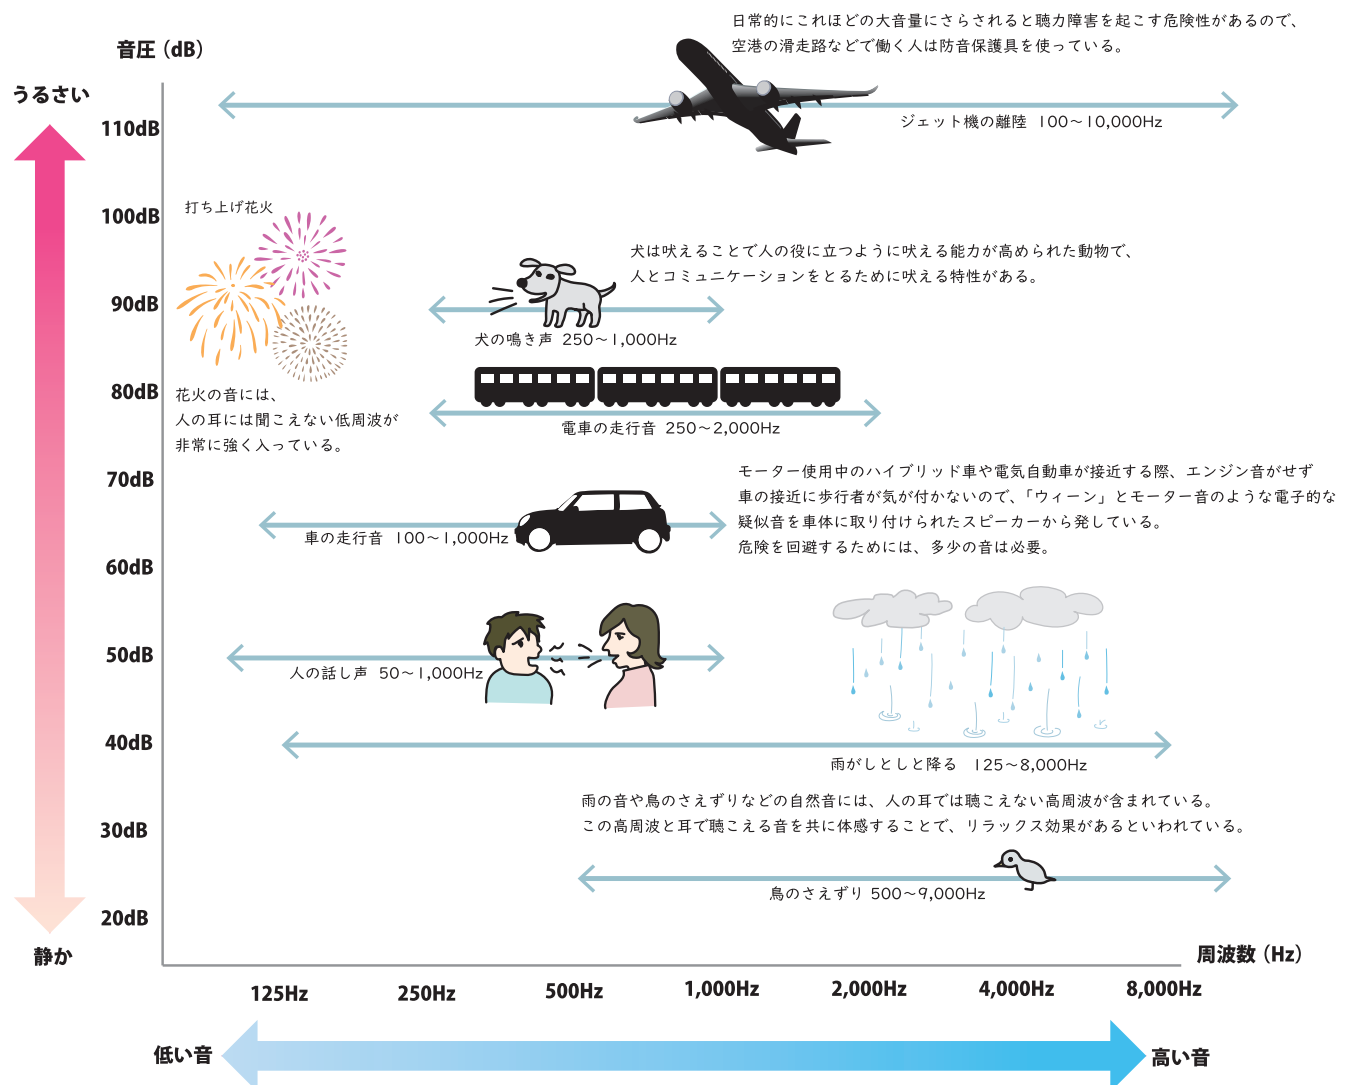 日常的にこれほどの大音量にさらされると聴力障害を起こす危険性があるので、
空港の滑走路などで働く人は防音保護具を使っている。
音圧（dB）
うるさい
110dB
ジェット機の離陸 100〜10,000Hz
打ち上げ花火
100dB
犬は吠えることで人の役に立つように吠える能力が高められた動物で、
人とコミュニケーションをとるために吠える特性がある。
90dB
犬の鳴き声 250〜1,000Hz
80dB
花火の音には、
人の耳には聞こえない低周波が
非常に強く入っている。
電車の走行音 250〜2,000Hz
70dB
モーター使用中のハイブリッド車や電気自動車が接近する際、エンジン音がせず
車の接近に歩行者が気が付かないので、「ウィーン」とモーター音のような電子的な
疑似音を車体に取り付けられたスピーカーから発している。
危険を回避するためには、多少の音は必要。
車の走行音 100〜1,000Hz
60dB
50dB
人の話し声 50〜1,000Hz
40dB
雨がしとしと降る 125〜8,000Hz
雨の音や鳥のさえずりなどの自然音には、人の耳では聴こえない高周波が含まれている。
この高周波と耳で聴こえる音を共に体感することで、リラックス効果があるといわれている。
30dB
鳥のさえずり 500〜9,000Hz
20dB
静か
周波数（Hz）
125Hz 250Hz 500Hz 1,000Hz 2,000Hz 4,000Hz 8,000Hz
低い音 高い音